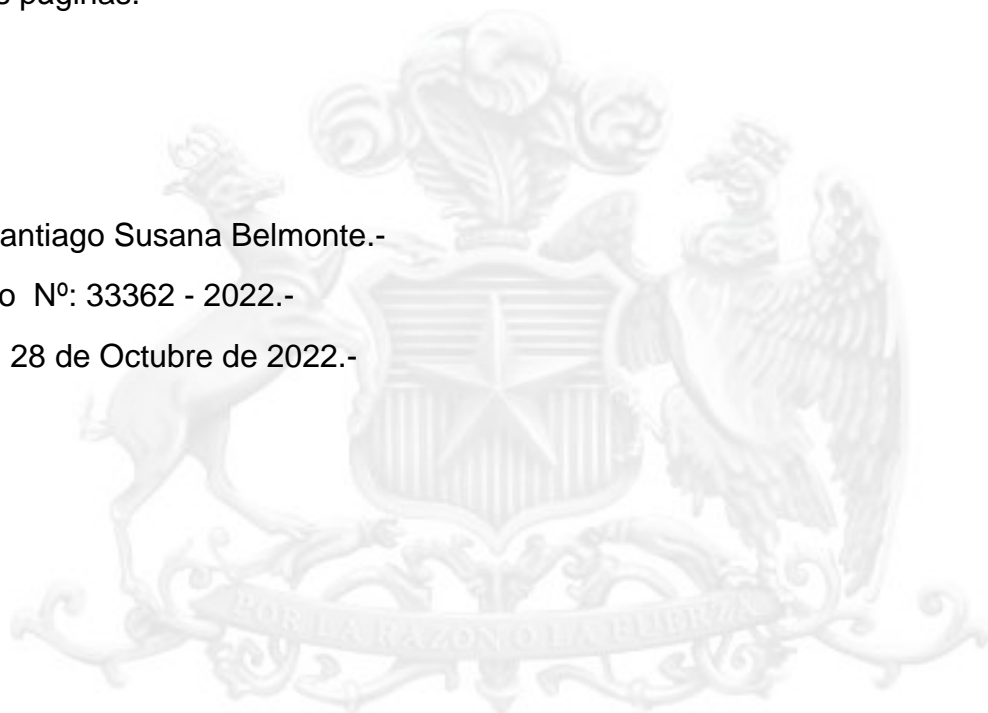 s páginas.
antiago Susana Belmonte.-
o Nº: 33362 - 2022.-
28 de Octubre de 2022.-
POR LA RAZON O LA FUERZA